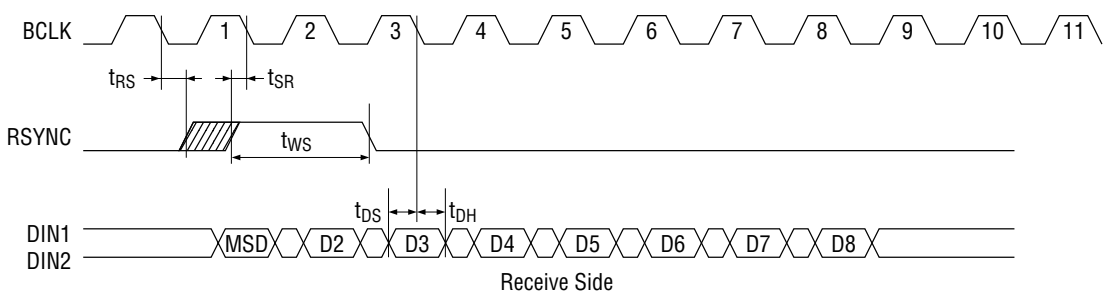 BCLK 1 2 3 4 5 6 7 8 9 10 11
tRS tSR
RSYNC tWS
tDS tDH
DIN1 MSD D2 D3 D4 D5 D6 D7 D8
DIN2
Receive Side